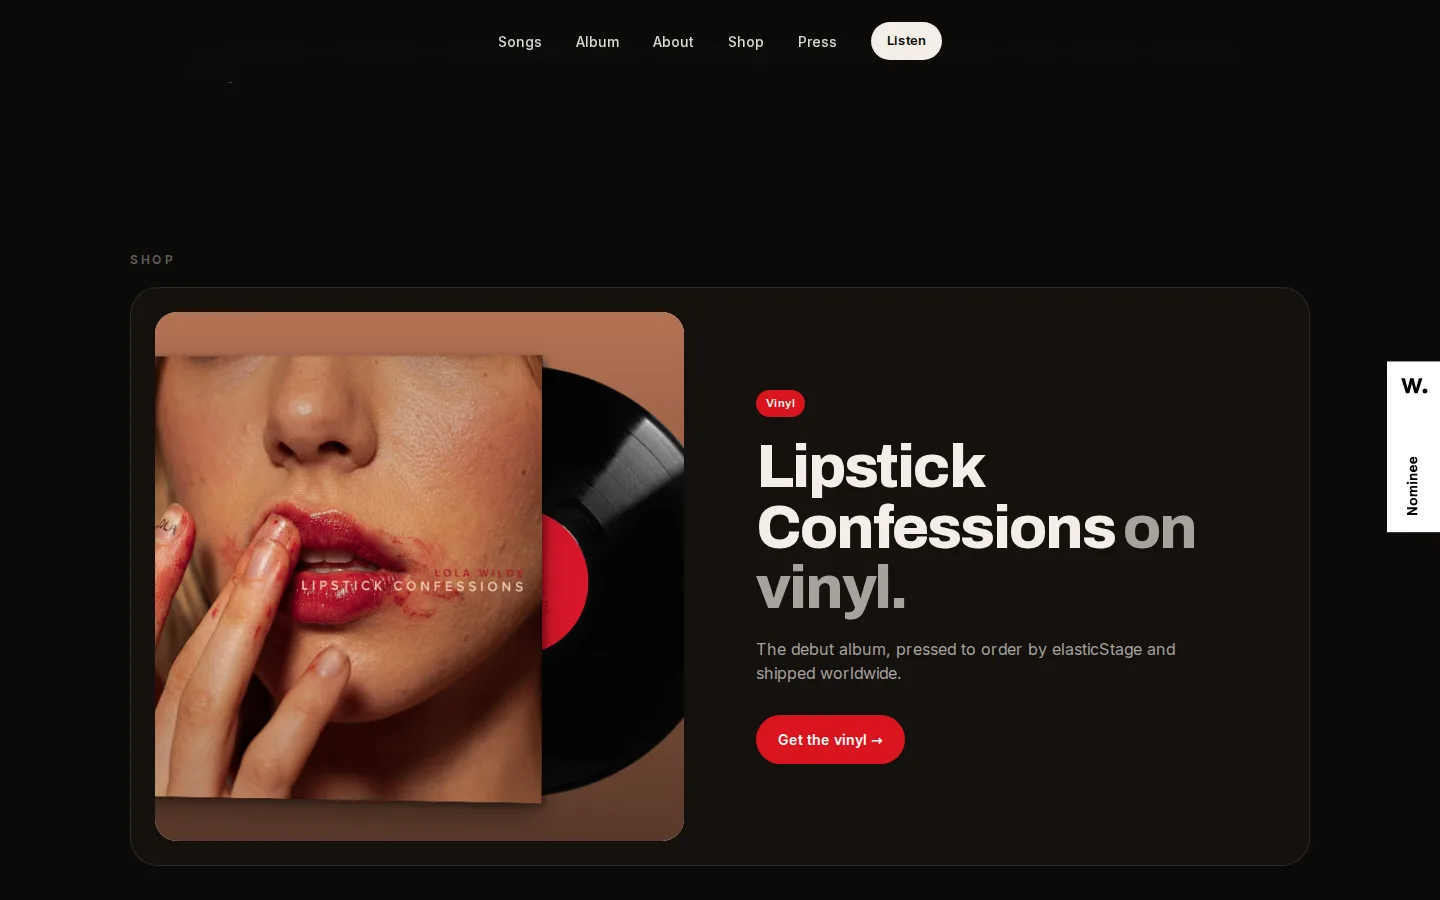 Songs Album About Shop Press Listen
SHOP
LOLA WILDE
LIPSTICK CONFESSIONS
Vinyl
Lipstick
Confessions on
vinyl.
The debut album, pressed to order by elasticStage and
shipped worldwide.
Get the vinyl →
W.
Nominee